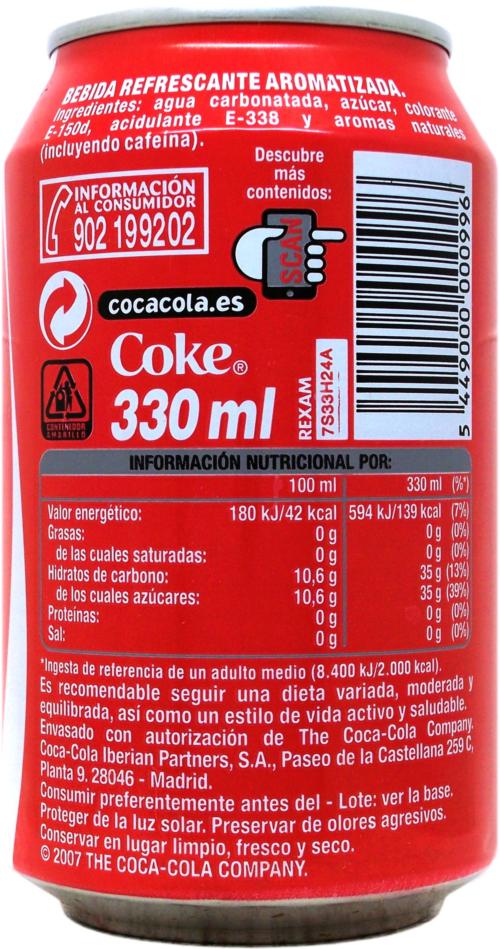 BEBIDA REFRESCANTE AROMATIZADA.
Ingredientes: agua carbonatada, azúcar, colorante
E-150d, acidulante E-338 y aromas naturales
(incluyendo cafeína).
INFORMACIÓN
AL CONSUMIDOR
902 199202
Descubre
más
contenidos:
SCAN
cocacola.es
Coke®
330 ml
CONTENEDOR
AMARILLO
REXAM
7S33H24A
5 449000 000996
INFORMACIÓN NUTRICIONAL POR:
100 ml 330 ml (%*)
Valor energético: 180 kJ/42 kcal 594 kJ/139 kcal (7%)
Grasas: 0 g 0 g (0%)
de las cuales saturadas: 0 g 0 g (0%)
Hidratos de carbono: 10,6 g 35 g (13%)
de los cuales azúcares: 10,6 g 35 g (39%)
Proteínas: 0 g 0 g (0%)
Sal: 0 g 0 g (0%)
*Ingesta de referencia de un adulto medio (8.400 kJ/2.000 kcal).
Es recomendable seguir una dieta variada, moderada y
equilibrada, así como un estilo de vida activo y saludable.
Envasado con autorización de The Coca-Cola Company.
Coca-Cola Iberian Partners, S.A., Paseo de la Castellana 259 C,
Planta 9. 28046 - Madrid.
Consumir preferentemente antes del - Lote: ver la base.
Proteger de la luz solar. Preservar de olores agresivos.
Conservar en lugar limpio, fresco y seco.
© 2007 THE COCA-COLA COMPANY.